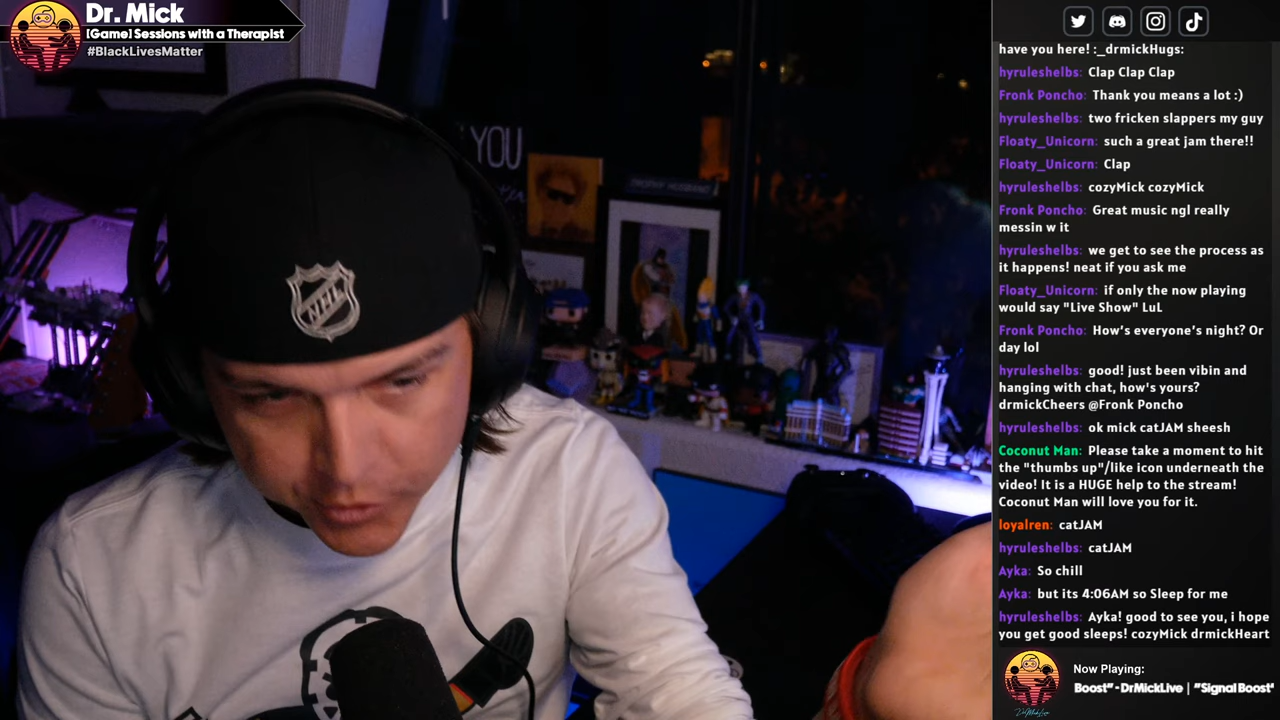 Dr. Mick
[Game] Sessions with a Therapist
#BlackLivesMatter
YOU
NHL
have you here! :_drmickHugs:
hyruleshelbs: Clap Clap Clap
Fronk Poncho: Thank you means a lot :)
hyruleshelbs: two fricken slappers my guy
Floaty_Unicorn: such a great jam there!!
Floaty_Unicorn: Clap
hyruleshelbs: cozyMick cozyMick
Fronk Poncho: Great music ngl really
messin w it
hyruleshelbs: we get to see the process as
it happens! neat if you ask me
Floaty_Unicorn: if only the now playing
would say "Live Show" LuL
Fronk Poncho: How's everyone's night? Or
day lol
hyruleshelbs: good! just been vibin and
hanging with chat, how's yours?
drmickCheers @Fronk Poncho
hyruleshelbs: ok mick catJAM sheesh
Coconut Man: Please take a moment to hit
the "thumbs up"/like icon underneath the
video! It is a HUGE help to the stream!
Coconut Man will love you for it.
loyalren: catJAM
hyruleshelbs: catJAM
Ayka: So chill
Ayka: but its 4:06AM so Sleep for me
hyruleshelbs: Ayka! good to see you, i hope
you get good sleeps! cozyMick drmickHeart
Now Playing:
Boost" - DrMickLive | "Signal Boost"